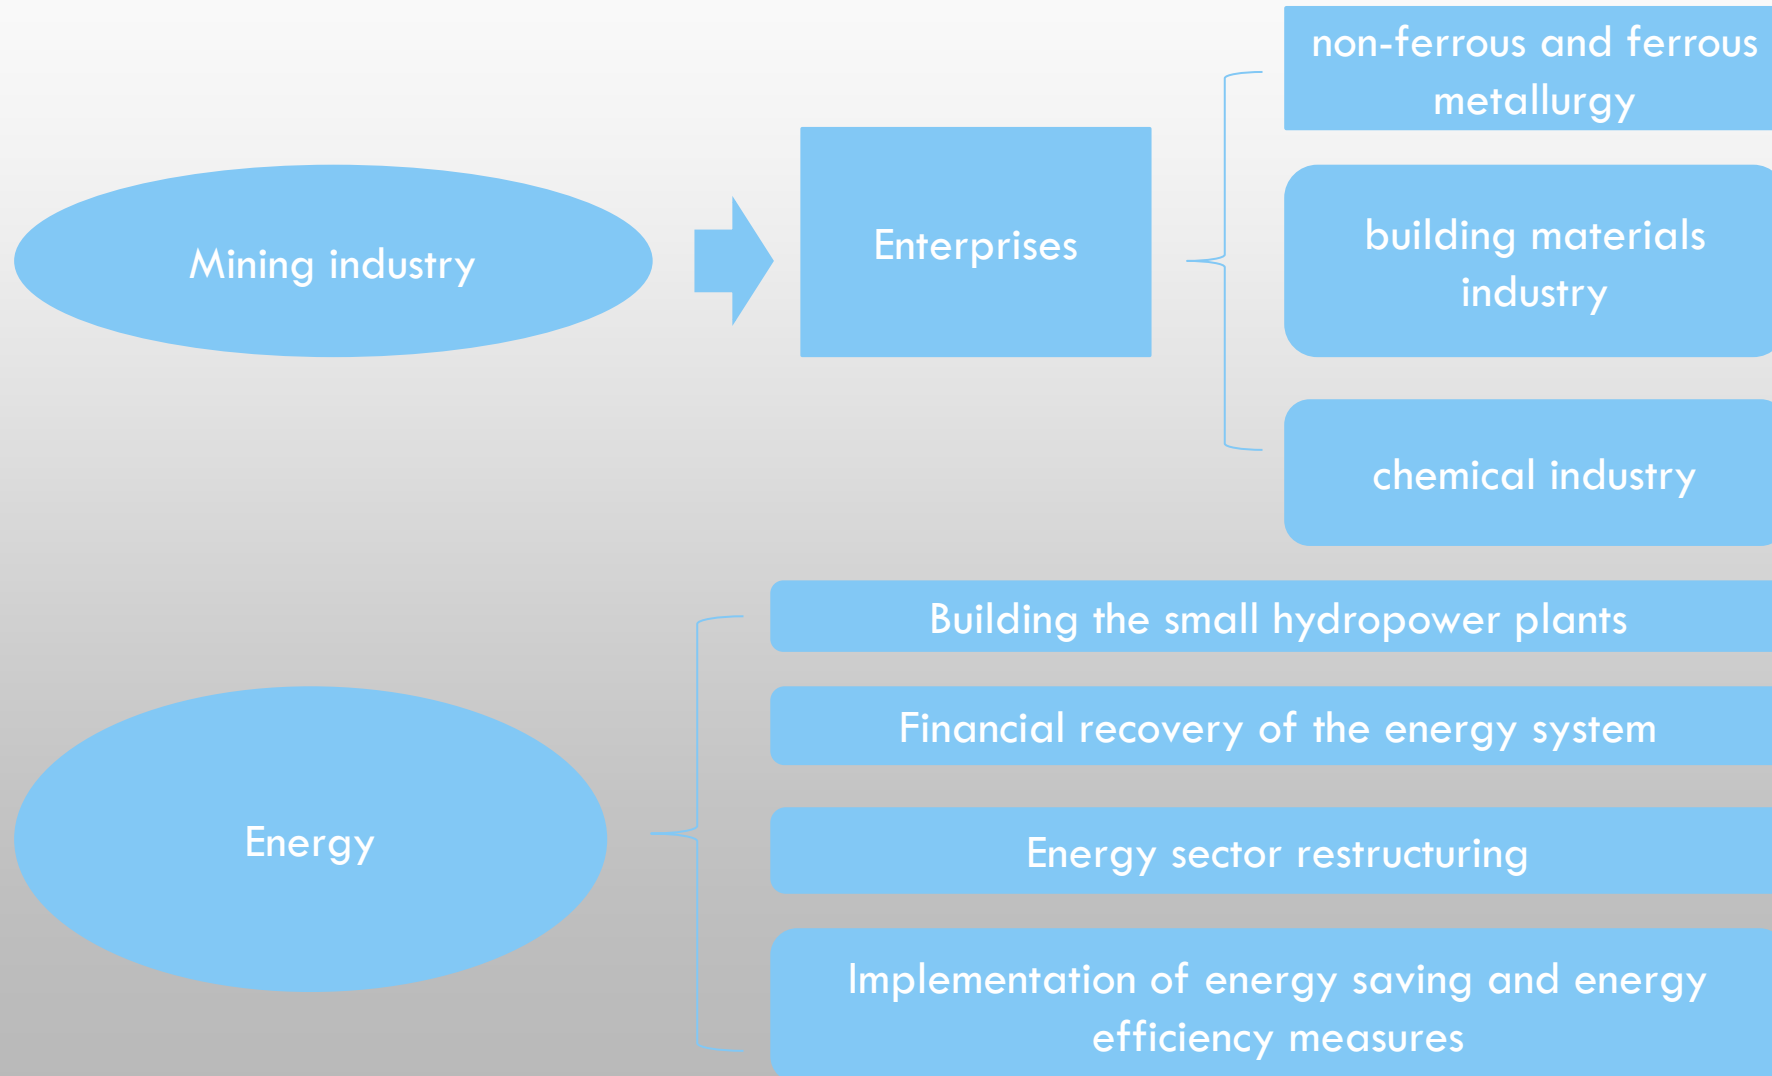 Mining industry
Enterprises
non-ferrous and ferrous
metallurgy
building materials
industry
chemical industry
Energy
Building the small hydropower plants
Financial recovery of the energy system
Energy sector restructuring
Implementation of energy saving and energy
efficiency measures